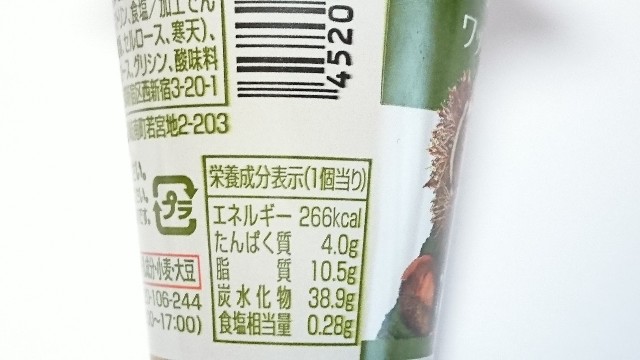 食塩/加工でん
セルロース、寒天)、
ース、グリシン、酸味料
西新宿3-20-1
町若宮地2-203
4520
ワ
さい。
プラ
栄養成分表示(1個当り)
エネルギー 266kcal
たんぱく質 4.0g
脂質 10.5g
炭水化物 38.9g
食塩相当量 0.28g
小麦・大豆
-106-244
~17:00)